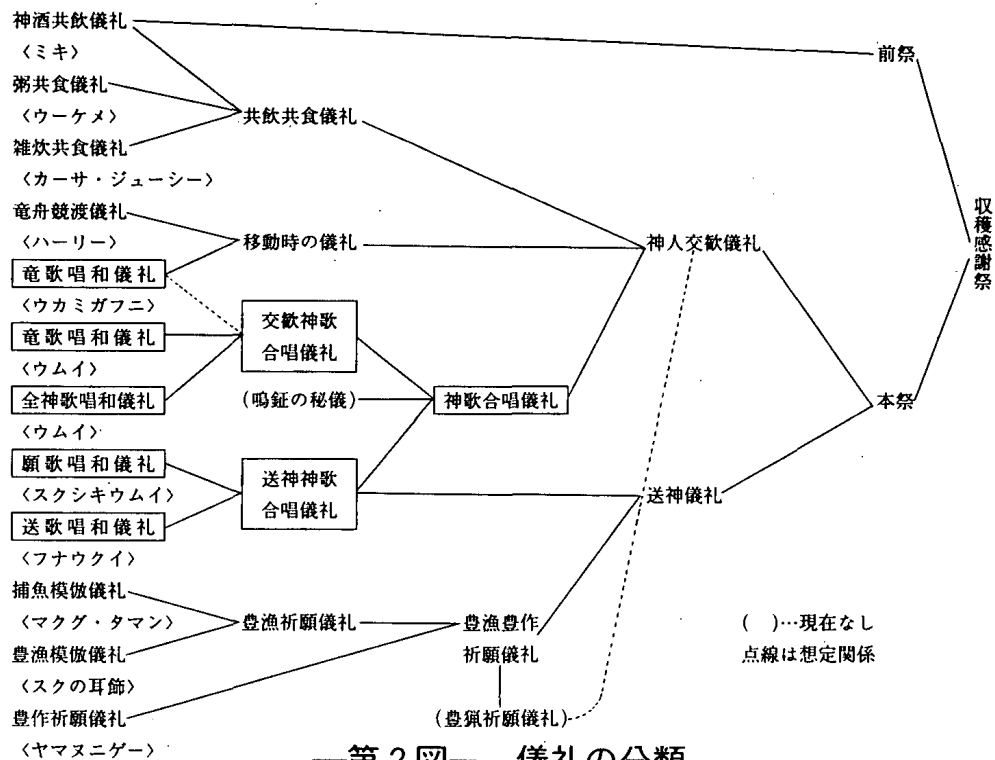 神酒共飲儀礼
〈ミキ〉
粥共食儀礼
〈ウーケメ〉
雑炊共食儀礼
〈カーサ・ジューシー〉
竜舟競渡儀礼
〈ハーリー〉
竜歌唱和儀礼
〈ウカミガフニ〉
竜歌唱和儀礼
〈ウムイ〉
全神歌唱和儀礼
〈ウムイ〉
願歌唱和儀礼
〈スクシキウムイ〉
送歌唱和儀礼
〈フナウクイ〉
捕魚模倣儀礼
〈マクグ・タマン〉
豊漁模倣儀礼
〈スクの耳飾〉
豊作祈願儀礼
〈ヤマヌニゲー〉
共飲共食儀礼
移動時の儀礼
交歓神歌
合唱儀礼
(鳴鉦の秘儀)
送神神歌
合唱儀礼
豊漁祈願儀礼
神歌合唱儀礼
豊漁豊作
祈願儀礼
(豊猟祈願儀礼)
神人交歓儀礼
送神儀礼
前祭
本祭
収穫感謝祭
( )…現在なし
点線は想定関係
―第2図― 儀礼の分類